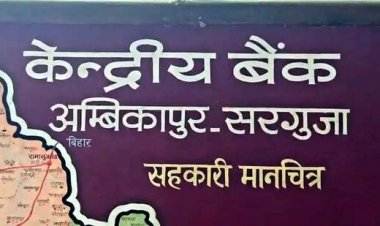 केन्द्रीय बैंक
अम्बिकापुर-सरगुजा
बिहार
सहकारी मानचित्र